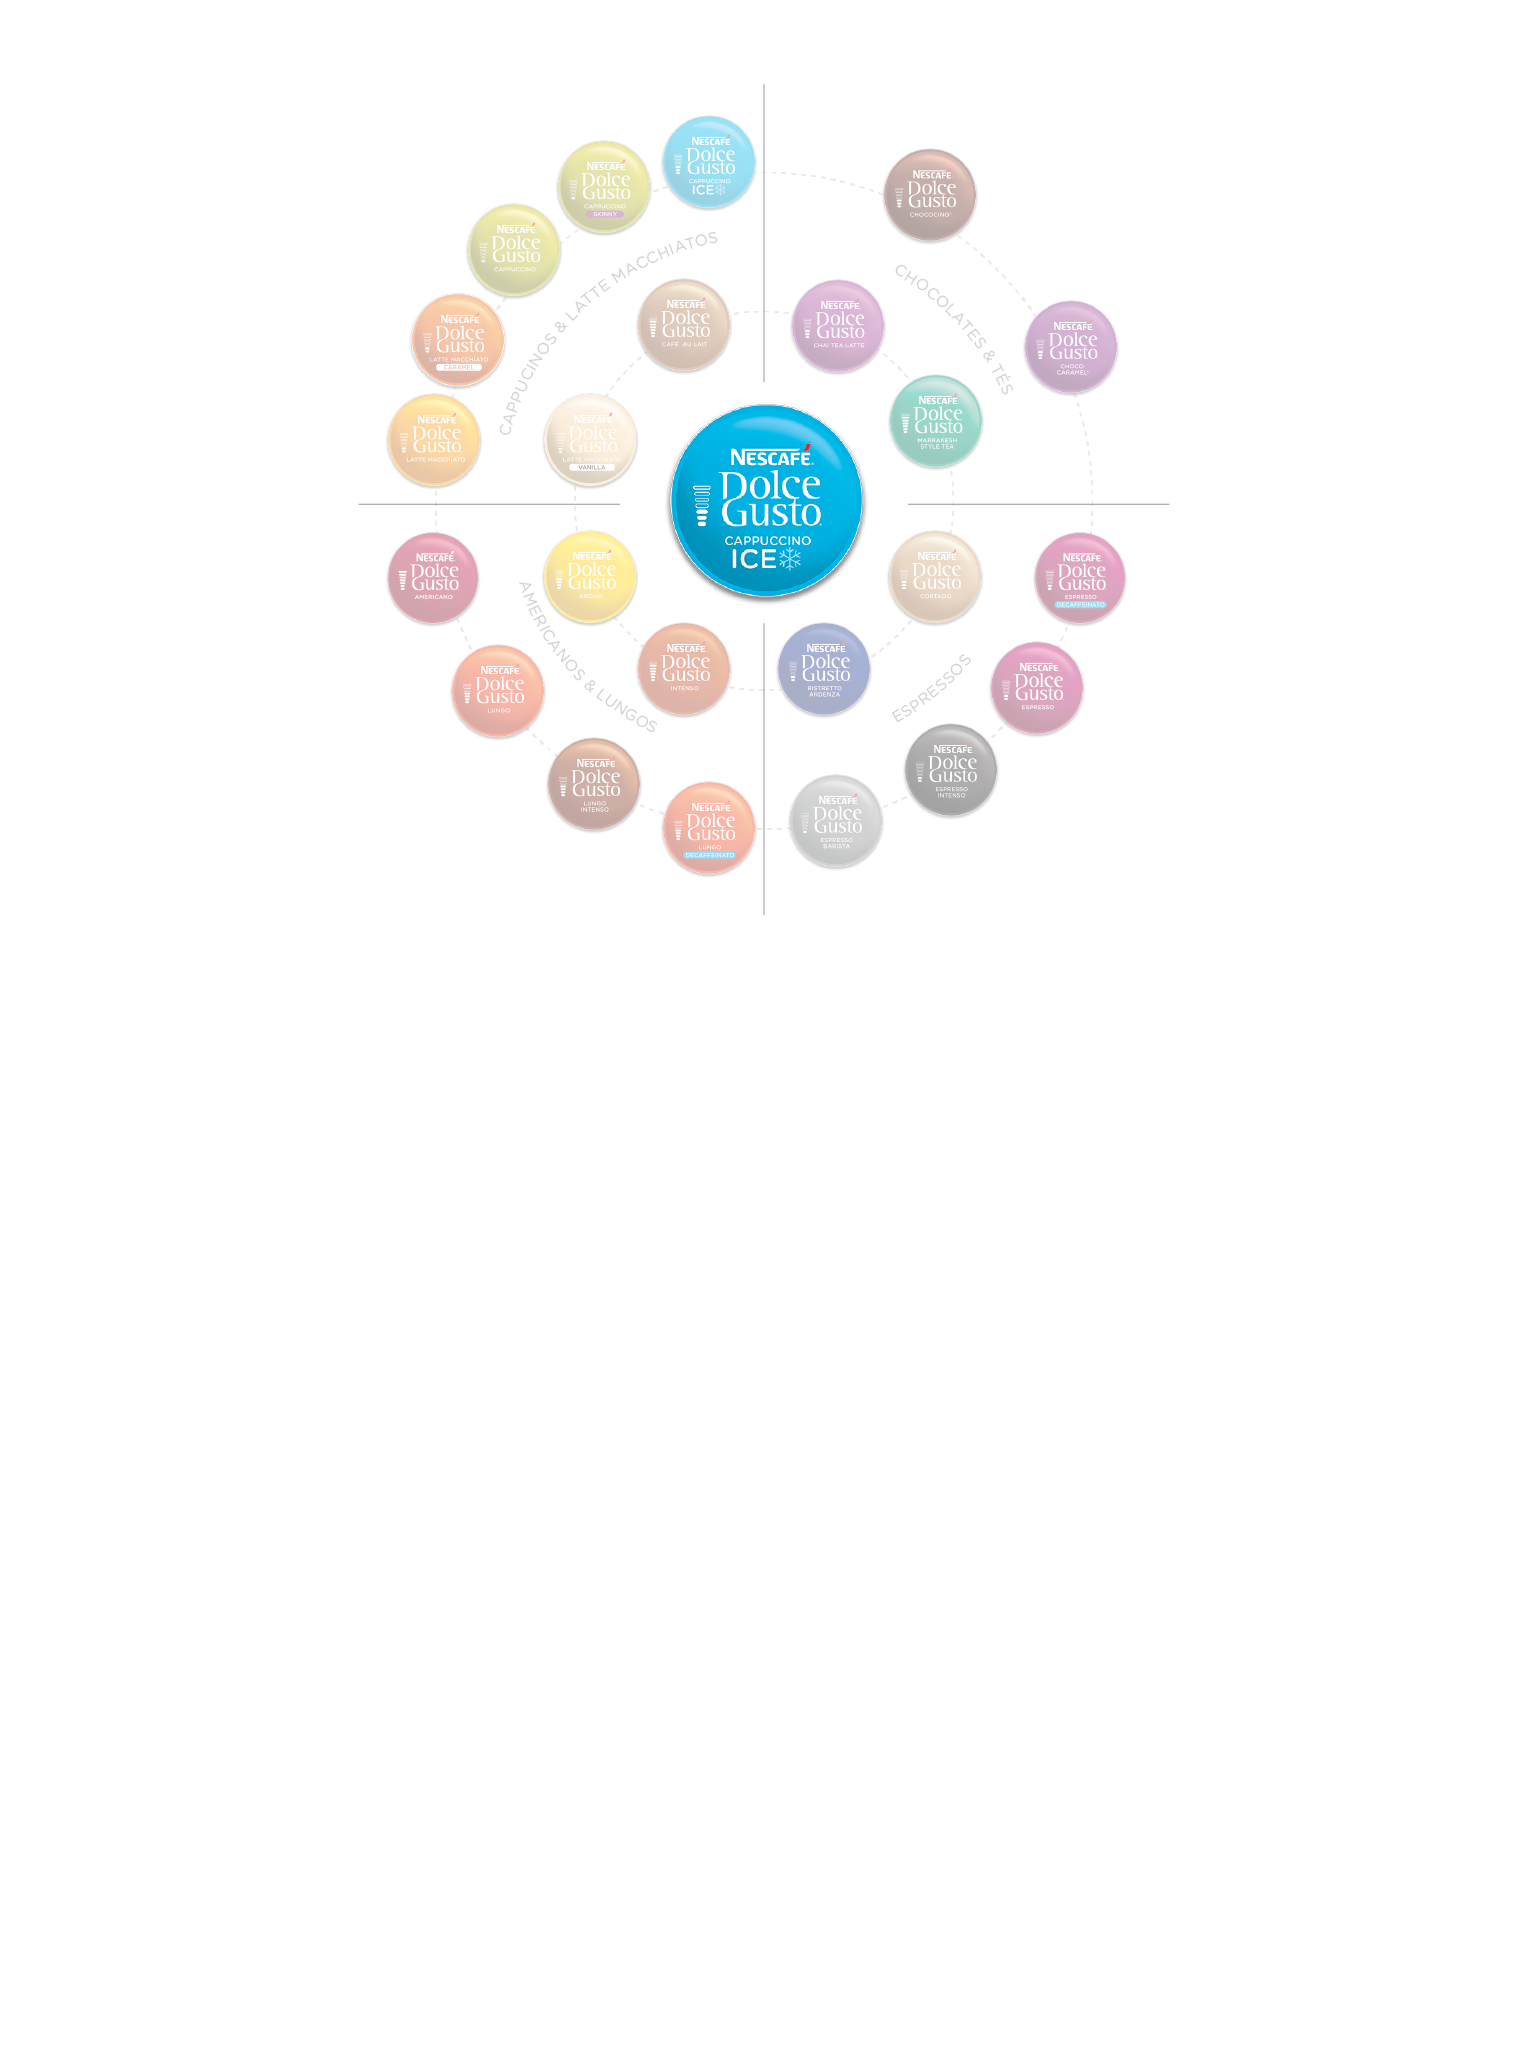 NESCAFÉ
Dolce
Gusto
CAPPUCCINO
ICE
NESCAFÉ
Dolce
Gusto
CAPPUCCINO
SKINNY
NESCAFÉ
Dolce
Gusto
CAPPUCCINO
NESCAFÉ
Dolce
Gusto
LATTE MACCHIATO
CARAMEL
NESCAFÉ
Dolce
Gusto
LATTE MACCHIATO
CAPPUCINOS & LATTE MACCHIATOS
NESCAFÉ
Dolce
Gusto
CAFÉ AU LAIT
NESCAFÉ
Dolce
Gusto
LATTE MACCHIATO
VANILLA
NESCAFÉ
Dolce
Gusto
CHOCOCINO
CHOCOLATES & TÉS
NESCAFÉ
Dolce
Gusto
CHOCO
CARAMEL
NESCAFÉ
Dolce
Gusto
CHAI TEA LATTE
NESCAFÉ
Dolce
Gusto
MARRAKESH
STYLE TEA
NESCAFÉ
Dolce
Gusto
CAPPUCCINO
ICE
NESCAFÉ
Dolce
Gusto
AMERICANO
NESCAFÉ
Dolce
Gusto
AMERICANOS & LUNGOS
NESCAFÉ
Dolce
Gusto
INTENSO
NESCAFÉ
Dolce
Gusto
LUNGO
NESCAFÉ
Dolce
Gusto
LUNGO
INTENSO
NESCAFÉ
Dolce
Gusto
LUNGO
DECAFFEINATO
NESCAFÉ
Dolce
Gusto
CORTADO
NESCAFÉ
Dolce
Gusto
ESPRESSO
DECAFFEINATO
NESCAFÉ
Dolce
Gusto
RISTRETTO
ARDENZA
ESPRESSOS
NESCAFÉ
Dolce
Gusto
ESPRESSO
NESCAFÉ
Dolce
Gusto
ESPRESSO
INTENSO
NESCAFÉ
Dolce
Gusto
ESPRESSO
BARISTA